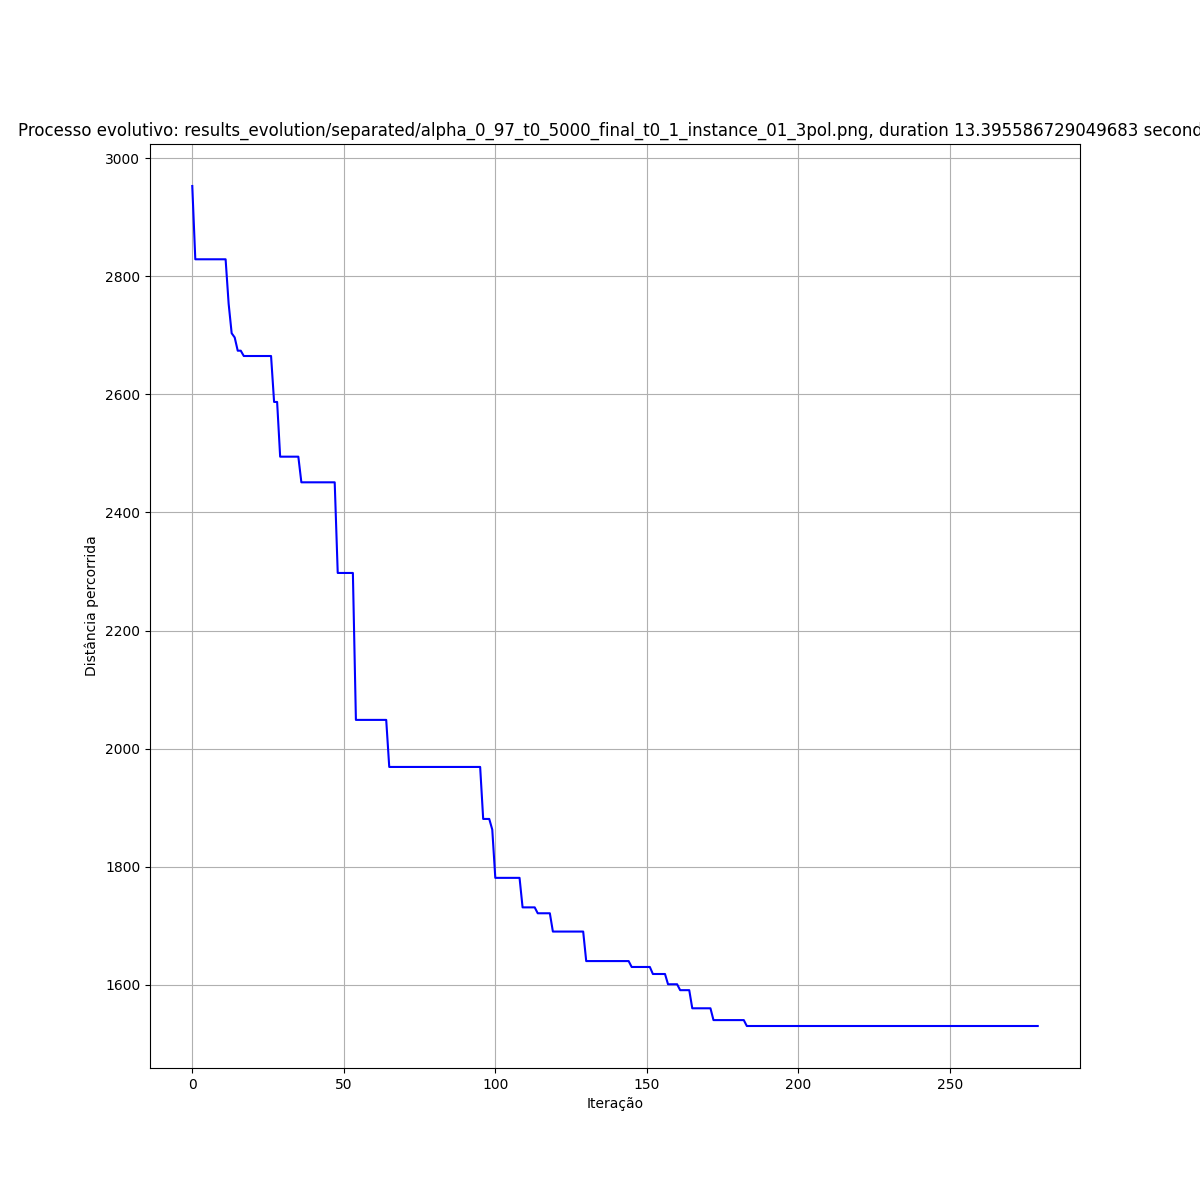 Processo evolutivo: results_evolution/separated/alpha_0_97_t0_5000_final_t0_1_instance_01_3pol.png, duration 13.395586729049683 second
3000
2800
2600
2400
2200
2000
1800
1600
Distância percorrida
0 50 100 150 200 250
Iteração